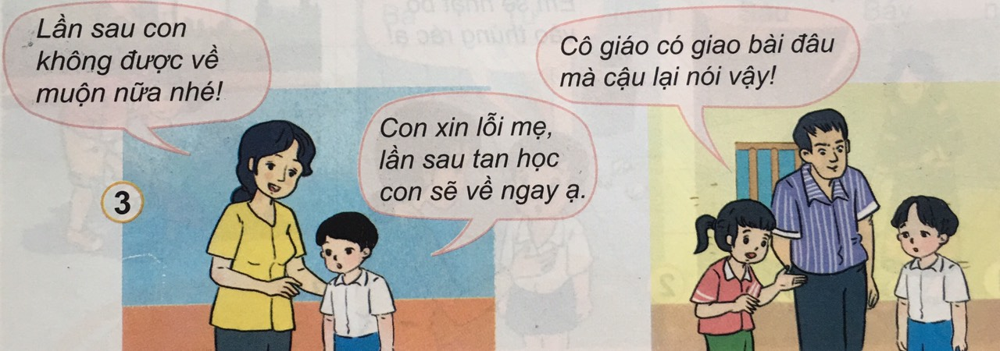 Lần sau con
không được về
muộn nữa nhé!
Con xin lỗi mẹ,
lần sau tan học
con sẽ về ngay ạ.
3
Cô giáo có giao bài đâu
mà cậu lại nói vậy!